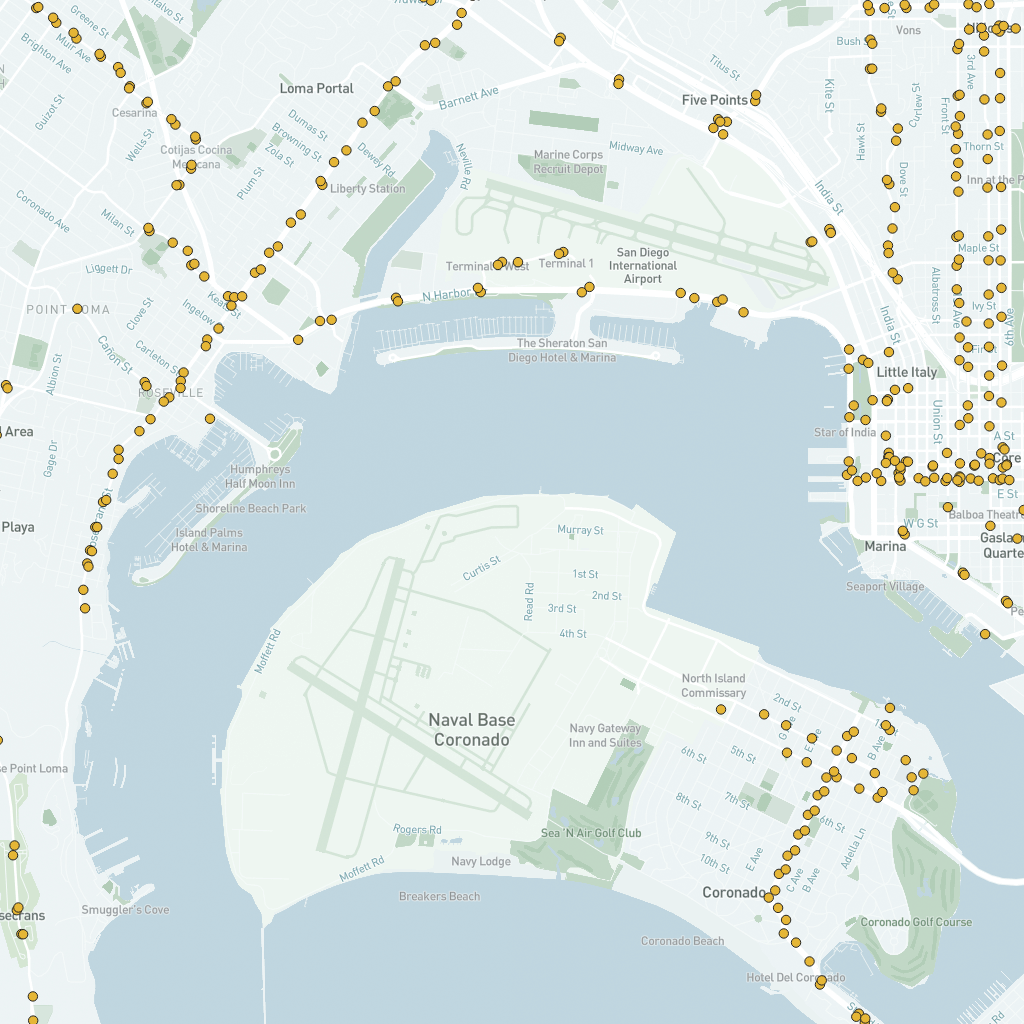 Greene St
Muir Ave
Brighton Ave
Guizot St
Cesarina
Wells St
Cotijas Cocina
Mexicana
Coronado Ave
Milan St
Liggett Dr
POINT LOMA
Clove St
Albion St
Cañon St
Carleton St
Ingelow
Keats St
ROSEVILLE
Gage Dr
l Area
Playa
Loma Portal
Barnett Ave
Dumas St
Browning St
Zola St
Plum St
Dewey Rd
Liberty Station
Neville Rd
Marine Corps
Recruit Depot
Midway Ave
Titus St
Five Points
India St
Terminal 1
San Diego
International
Airport
N Harbor
The Sheraton San
Diego Hotel & Marina
Humphreys
Half Moon Inn
Shoreline Beach Park
Island Palms
Hotel & Marina
Vons
Bush St
Kite St
Hawk St
Dove St
Curlew St
3rd Ave
Front St
Thorn St
Inn at the P
Maple St
Albatross St
Ivy St
6th Ave
India St
Little Italy
Union St
Star of India
A St
Core
E St
Balboa Theatre
W G St
Marina
Gaslamp
Quarter
Seaport Village
Murray St
Curtis St
Read Rd
1st St
2nd St
3rd St
4th St
Moffett Rd
Naval Base
Coronado
North Island
Commissary
Navy Gateway
Inn and Suites
2nd St
5th St
6th St
7th St
8th St
9th St
10th St
6th St
B Ave
E Ave
C Ave
B Ave
Adella Ln
Sea 'N Air Golf Club
Rogers Rd
Moffett Rd
Navy Lodge
Breakers Beach
Coronado
Coronado Golf Course
Coronado Beach
Hotel Del Coronado
se Point Loma
Smuggler's Cove
secrans